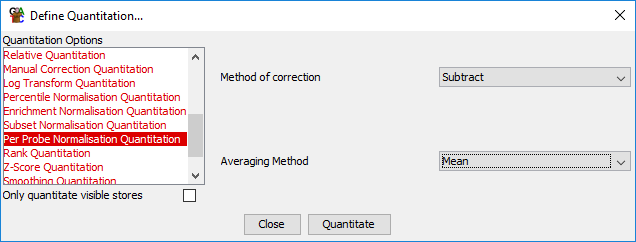 Define Quantitation...
Quantitation Options
Relative Quantitation
Manual Correction Quantitation
Log Transform Quantitation
Percentile Normalisation Quantitation
Enrichment Normalisation Quantitation
Subset Normalisation Quantitation
Per Probe Normalisation Quantitation
Rank Quantitation
Z-Score Quantitation
Smoothing Quantitation
Only quantitate visible stores
Method of correction
Subtract
Averaging Method
Mean
Close
Quantitate